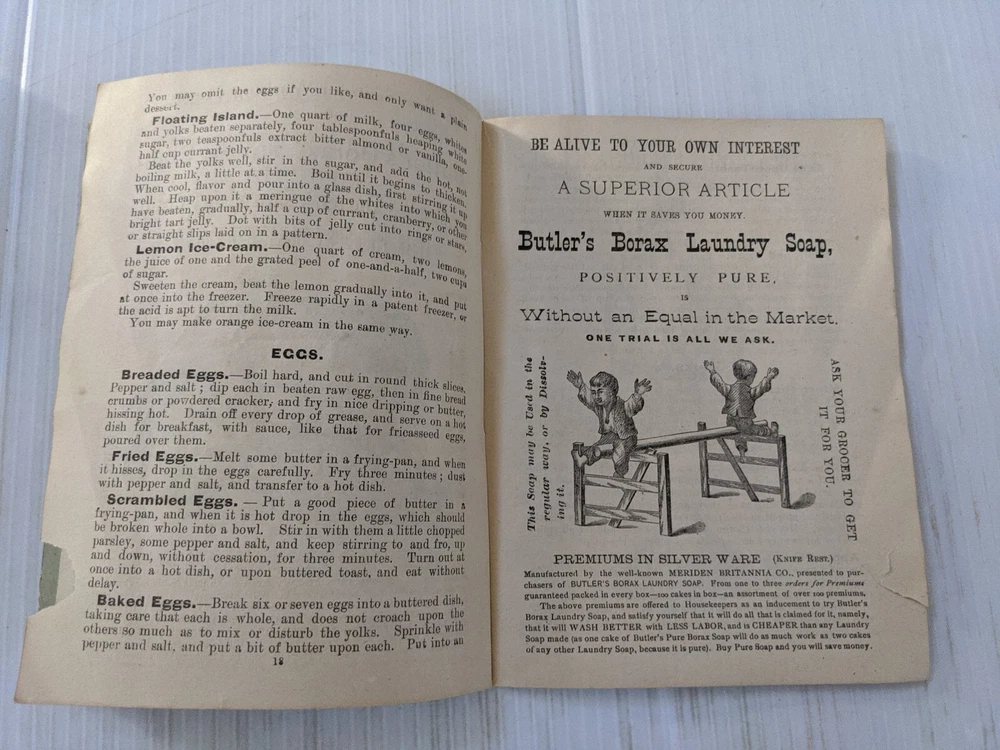 You may omit the eggs if you like, and only want a plain
dessert.
Floating Island.—One quart of milk, four eggs, whites
and yolks beaten separately, four tablespoonfuls heaping white
sugar, two teaspoonfuls extract bitter almond or vanilla, one-
half cup currant jelly.
Beat the yolks well, stir in the sugar, and add the hot, not
boiling milk, a little at a time. Boil until it begins to thicken.
When cool, flavor and pour into a glass dish, first stirring it up
well. Heap upon it a meringue of the whites into which you
have beaten, gradually, half a cup of currant, cranberry, or other
bright tart jelly. Dot with bits of jelly cut into rings or stars,
or straight slips laid on in a pattern.
Lemon Ice-Cream.—One quart of cream, two lemons,
the juice of one and the grated peel of one-and-a-half, two cups
of sugar.
Sweeten the cream, beat the lemon gradually into it, and put
at once into the freezer. Freeze rapidly in a patent freezer, or
the acid is apt to turn the milk.
You may make orange ice-cream in the same way.
EGGS.
Breaded Eggs.—Boil hard, and cut in round thick slices.
Pepper and salt; dip each in beaten raw egg, then in fine bread
crumbs or powdered cracker, and fry in nice dripping or butter,
hissing hot. Drain off every drop of grease, and serve on a hot
dish for breakfast, with sauce, like that for fricasseed eggs,
poured over them.
Fried Eggs.—Melt some butter in a frying-pan, and when
it hisses, drop in the eggs carefully. Fry three minutes; dust
with pepper and salt, and transfer to a hot dish.
Scrambled Eggs.—Put a good piece of butter in a
frying-pan, and when it is hot drop in the eggs, which should
be broken whole into a bowl. Stir in with them a little chopped
parsley, some pepper and salt, and keep stirring to and fro, up
and down, without cessation, for three minutes. Turn out at
once into a hot dish, or upon buttered toast, and eat without
delay.
Baked Eggs.—Break six or seven eggs into a buttered dish,
taking care that each is whole, and does not croach upon the
others so much as to mix or disturb the yolks. Sprinkle with
pepper and salt, and put a bit of butter upon each. Put into an
18
BE ALIVE TO YOUR OWN INTEREST
AND SECURE
A SUPERIOR ARTICLE
WHEN IT SAVES YOU MONEY.
Butler's Borax Laundry Soap,
POSITIVELY PURE,
IS
Without an Equal in the Market.
ONE TRIAL IS ALL WE ASK.
This Soap may be Used in the
regular way, or by Dissolv-
ing it.
ASK YOUR GROCER TO GET
IT FOR YOU.
PREMIUMS IN SILVER WARE (KNIFE REST.)
Manufactured by the well-known MERIDEN BRITANNIA CO., presented to pur-
chasers of BUTLER'S BORAX LAUNDRY SOAP. From one to three orders for Premiums
guaranteed packed in every box—100 cakes in box—an assortment of over 100 premiums.
The above premiums are offered to Housekeepers as an inducement to try Butler's
Borax Laundry Soap, and satisfy yourself that it will do all that is claimed for it, namely,
that it will WASH BETTER with LESS LABOR, and is CHEAPER than any Laundry
Soap made (as one cake of Butler's Pure Borax Soap will do as much work as two cakes
of any other Laundry Soap, because it is pure). Buy Pure Soap and you will save money.